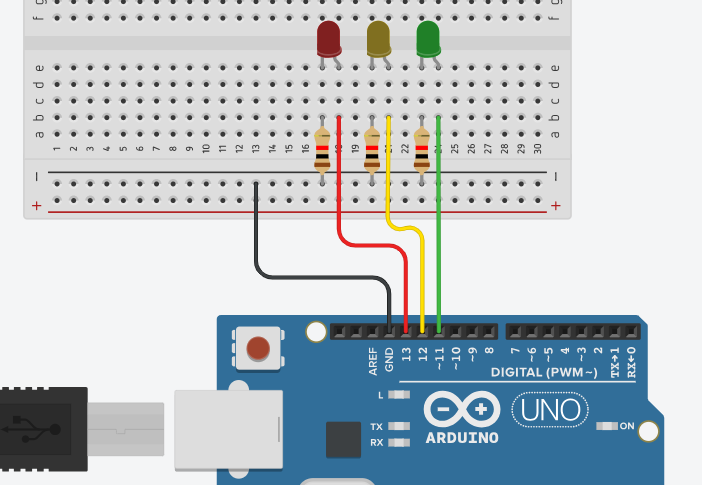 f f
e e
d d
c c
b b
a a
1 2 3 4 5 6 7 8 9 10 11 12 13 14 15 16 19 22 25 26 27 28 29 30
− −
+ +
AREF GND 13 12 ~11 ~10 ~9 8 7 ~6 ~5 4 ~3 2 TX→1 RX←0
DIGITAL (PWM~)
L
TX
RX
UNO
ARDUINO
ON